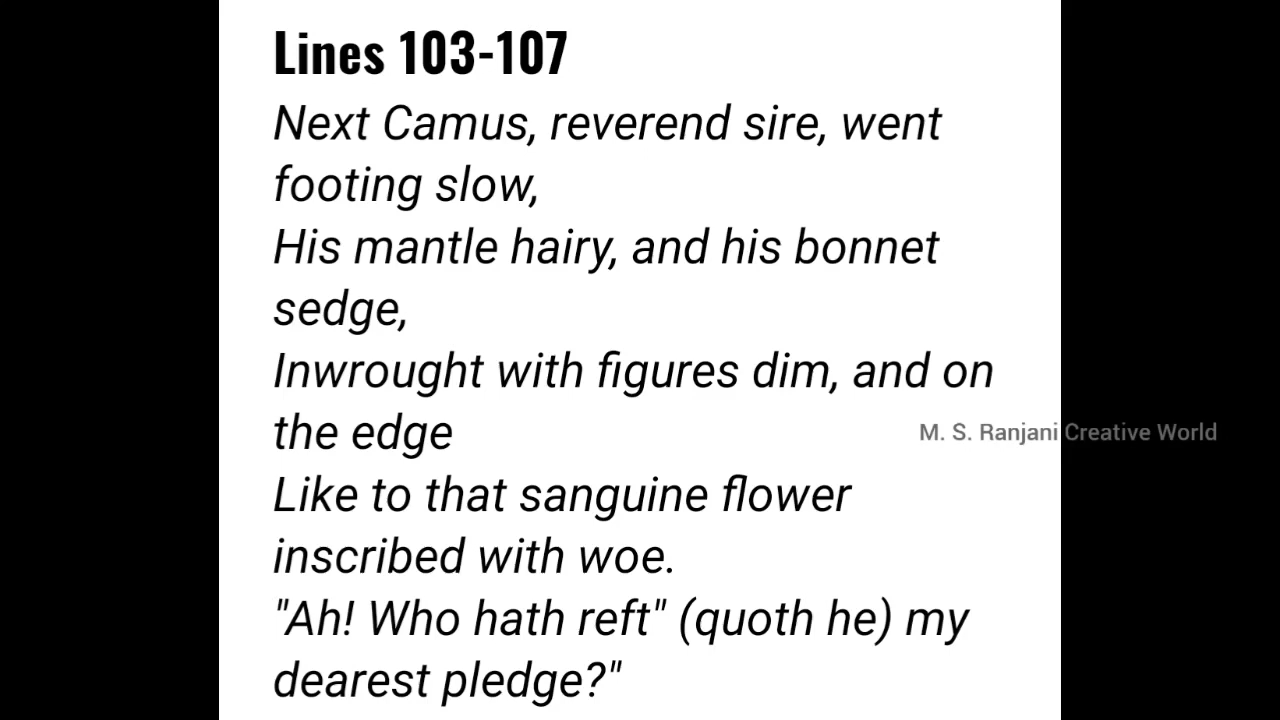 Lines 103-107
Next Camus, reverend sire, went
footing slow,
His mantle hairy, and his bonnet
sedge,
Inwrought with figures dim, and on
the edge
M. S. Ranjani Creative World
Like to that sanguine flower
inscribed with woe.
"Ah! Who hath reft" (quoth he) my
dearest pledge?"